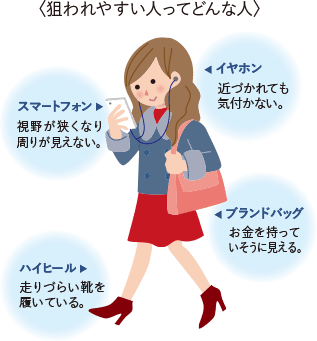 〈狙われやすい人ってどんな人〉
◀ イヤホン
近づかれても
気付かない。
スマートフォン ▶
視野が狭くなり
周りが見えない。
◀ ブランドバッグ
お金を持って
いそうに見える。
ハイヒール ▶
走りづらい靴を
履いている。